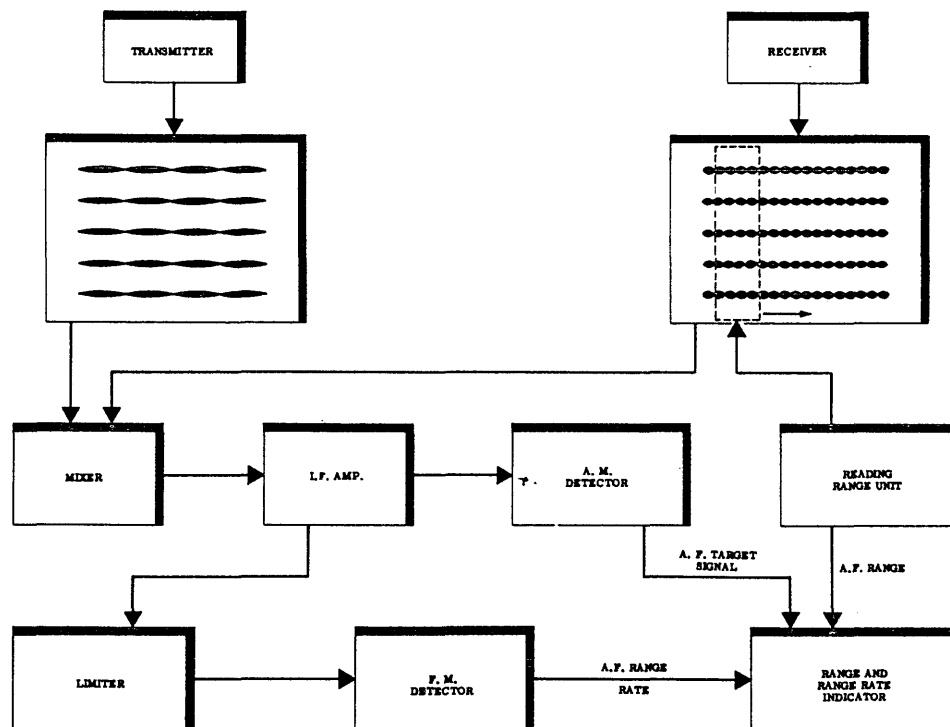 TRANSMITTER
RECEIVER
MIXER
I.F. AMP.
A. M.
DETECTOR
READING
RANGE UNIT
A. F. TARGET
SIGNAL
A.F. RANGE
LIMITER
F. M.
DETECTOR
A.F. RANGE
RATE
RANGE AND
RANGE RATE
INDICATOR